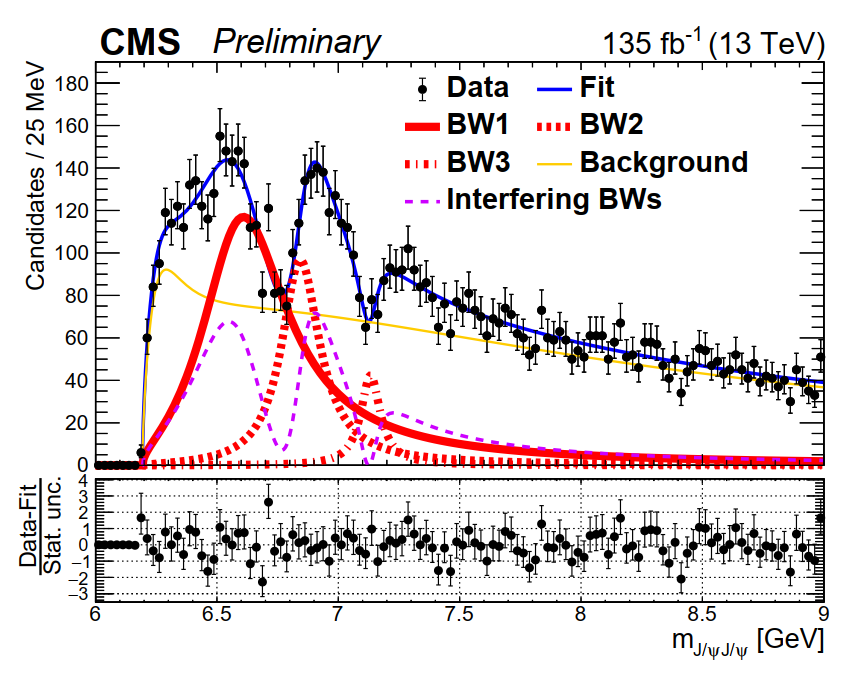 CMS Preliminary 135 fb-1 (13 TeV)
Candidates / 25 MeV
180
160
140
120
100
80
60
40
20
0
Data Fit
BW1 BW2
BW3 Background
Interfering BWs
Data-Fit
Stat. unc.
4
3
2
1
0
−1
−2
−3
6 6.5 7 7.5 8 8.5 9
mJ/ψJ/ψ [GeV]